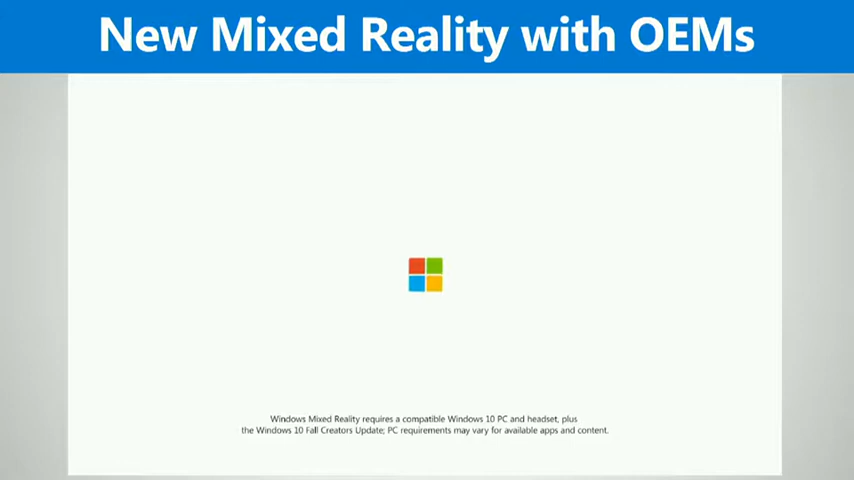 New Mixed Reality with OEMs
Windows Mixed Reality requires a compatible Windows 10 PC and headset, plus
the Windows 10 Fall Creators Update; PC requirements may vary for available apps and content.